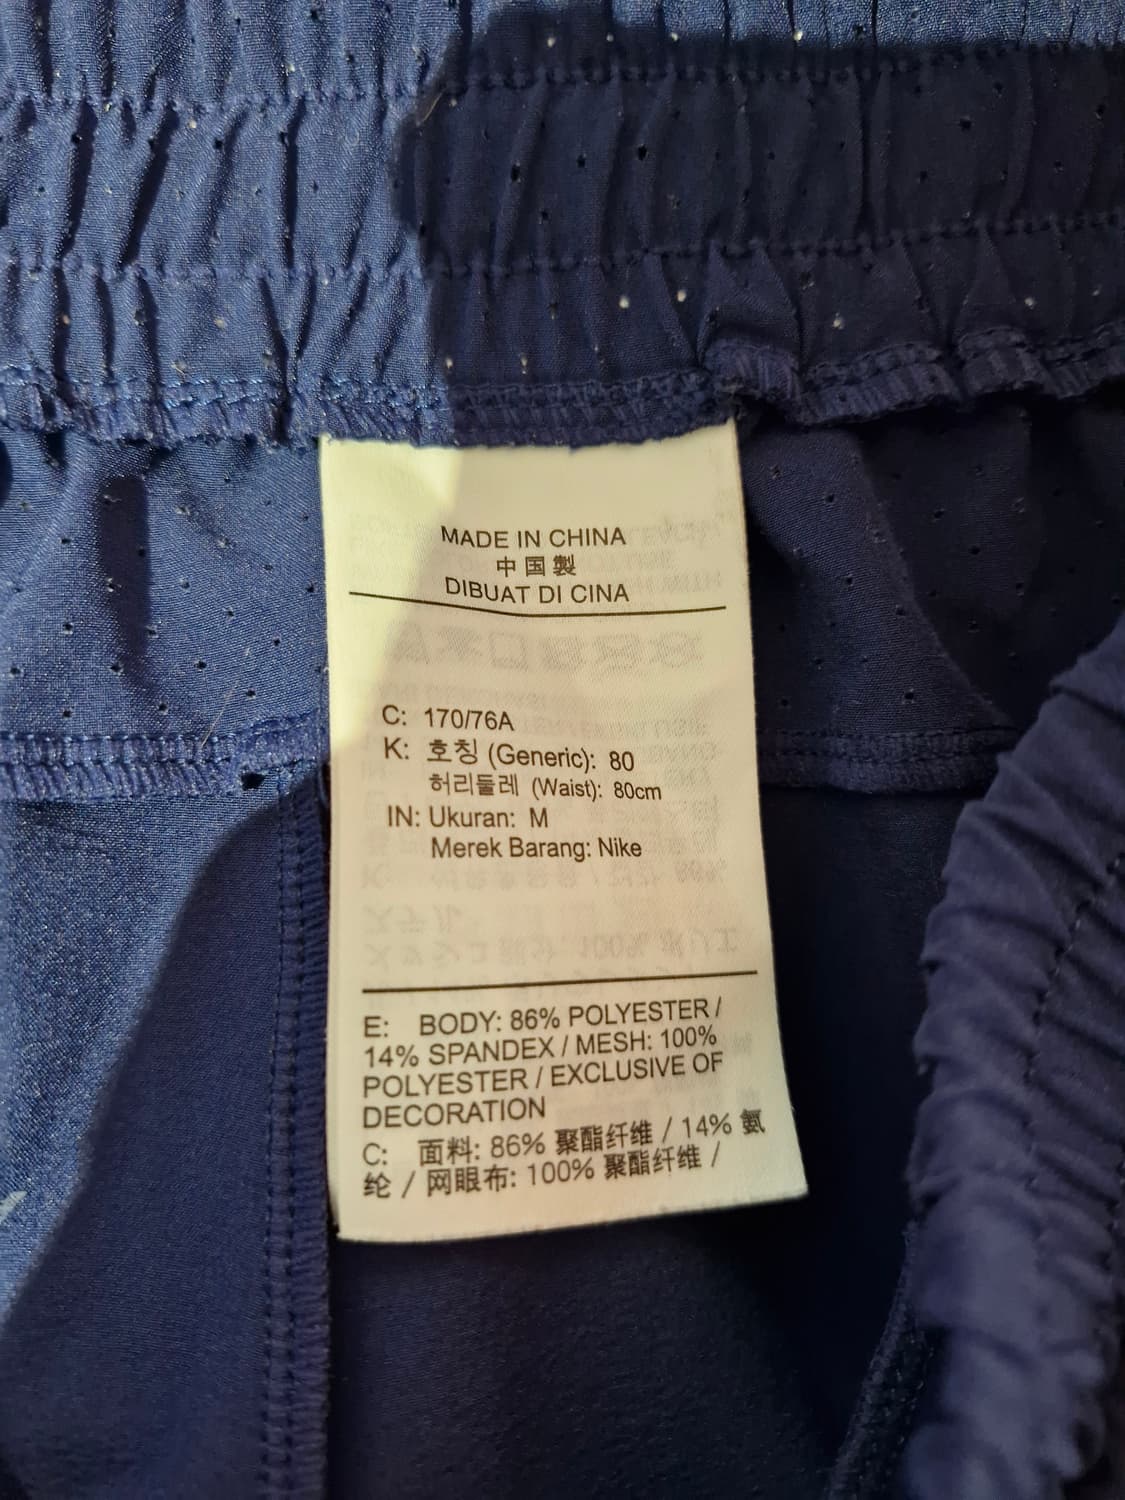 MADE IN CHINA
中国製
DIBUAT DI CINA
C: 170/76A
K: 호칭 (Generic): 80
허리둘레 (Waist): 80cm
IN: Ukuran: M
Merek Barang: Nike
E: BODY: 86% POLYESTER /
14% SPANDEX / MESH: 100%
POLYESTER / EXCLUSIVE OF
DECORATION
C: 面料: 86% 聚酯纤维 / 14% 氨
纶 / 网眼布: 100% 聚酯纤维 /